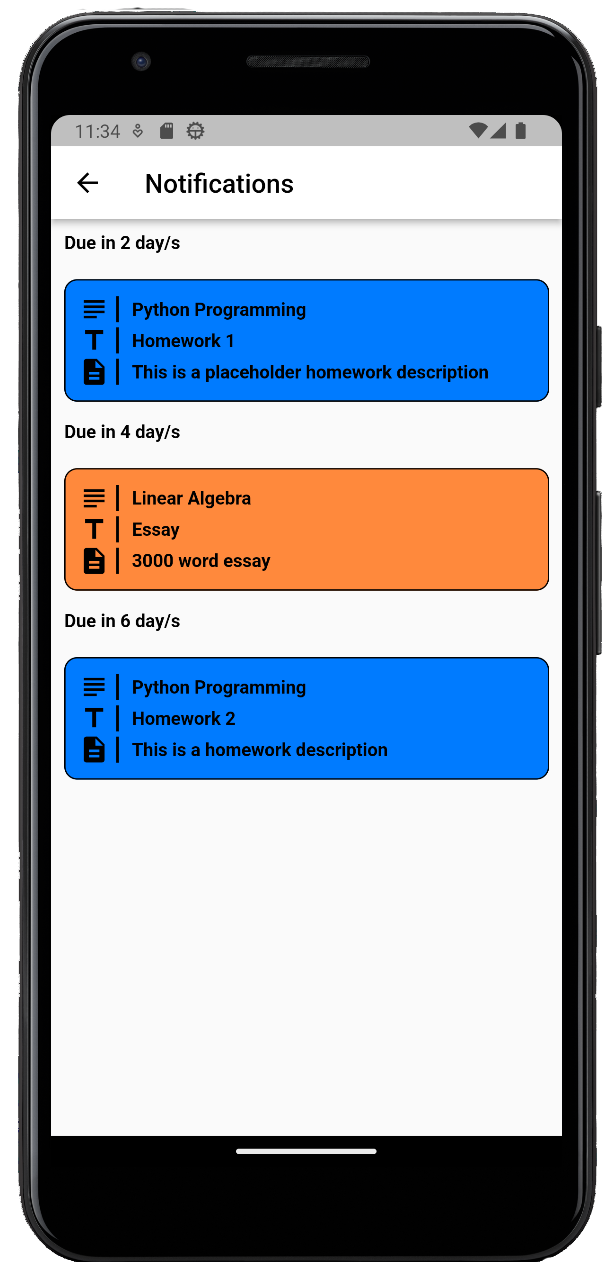 11:34
Notifications
Due in 2 day/s
Python Programming
Homework 1
This is a placeholder homework description
Due in 4 day/s
Linear Algebra
Essay
3000 word essay
Due in 6 day/s
Python Programming
Homework 2
This is a homework description